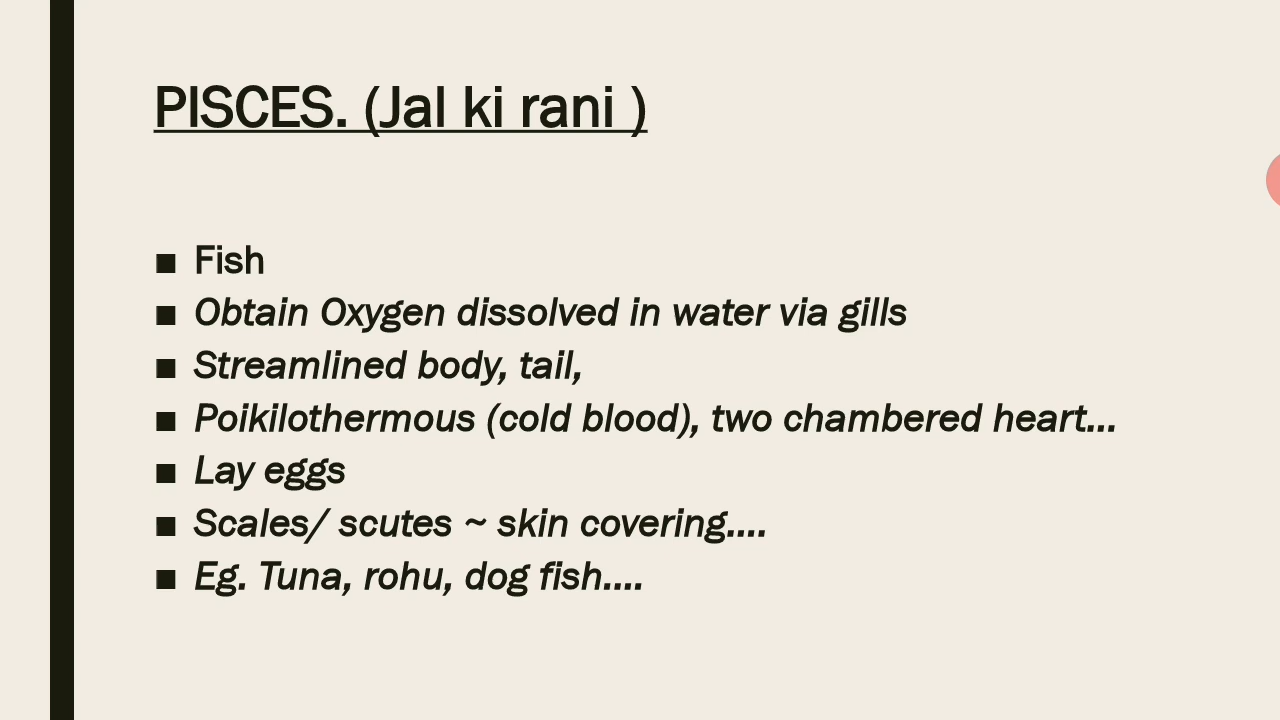 PISCES. (Jal ki rani )
■ Fish
■ Obtain Oxygen dissolved in water via gills
■ Streamlined body, tail,
■ Poikilothermous (cold blood), two chambered heart...
■ Lay eggs
■ Scales/ scutes ~ skin covering....
■ Eg. Tuna, rohu, dog fish....